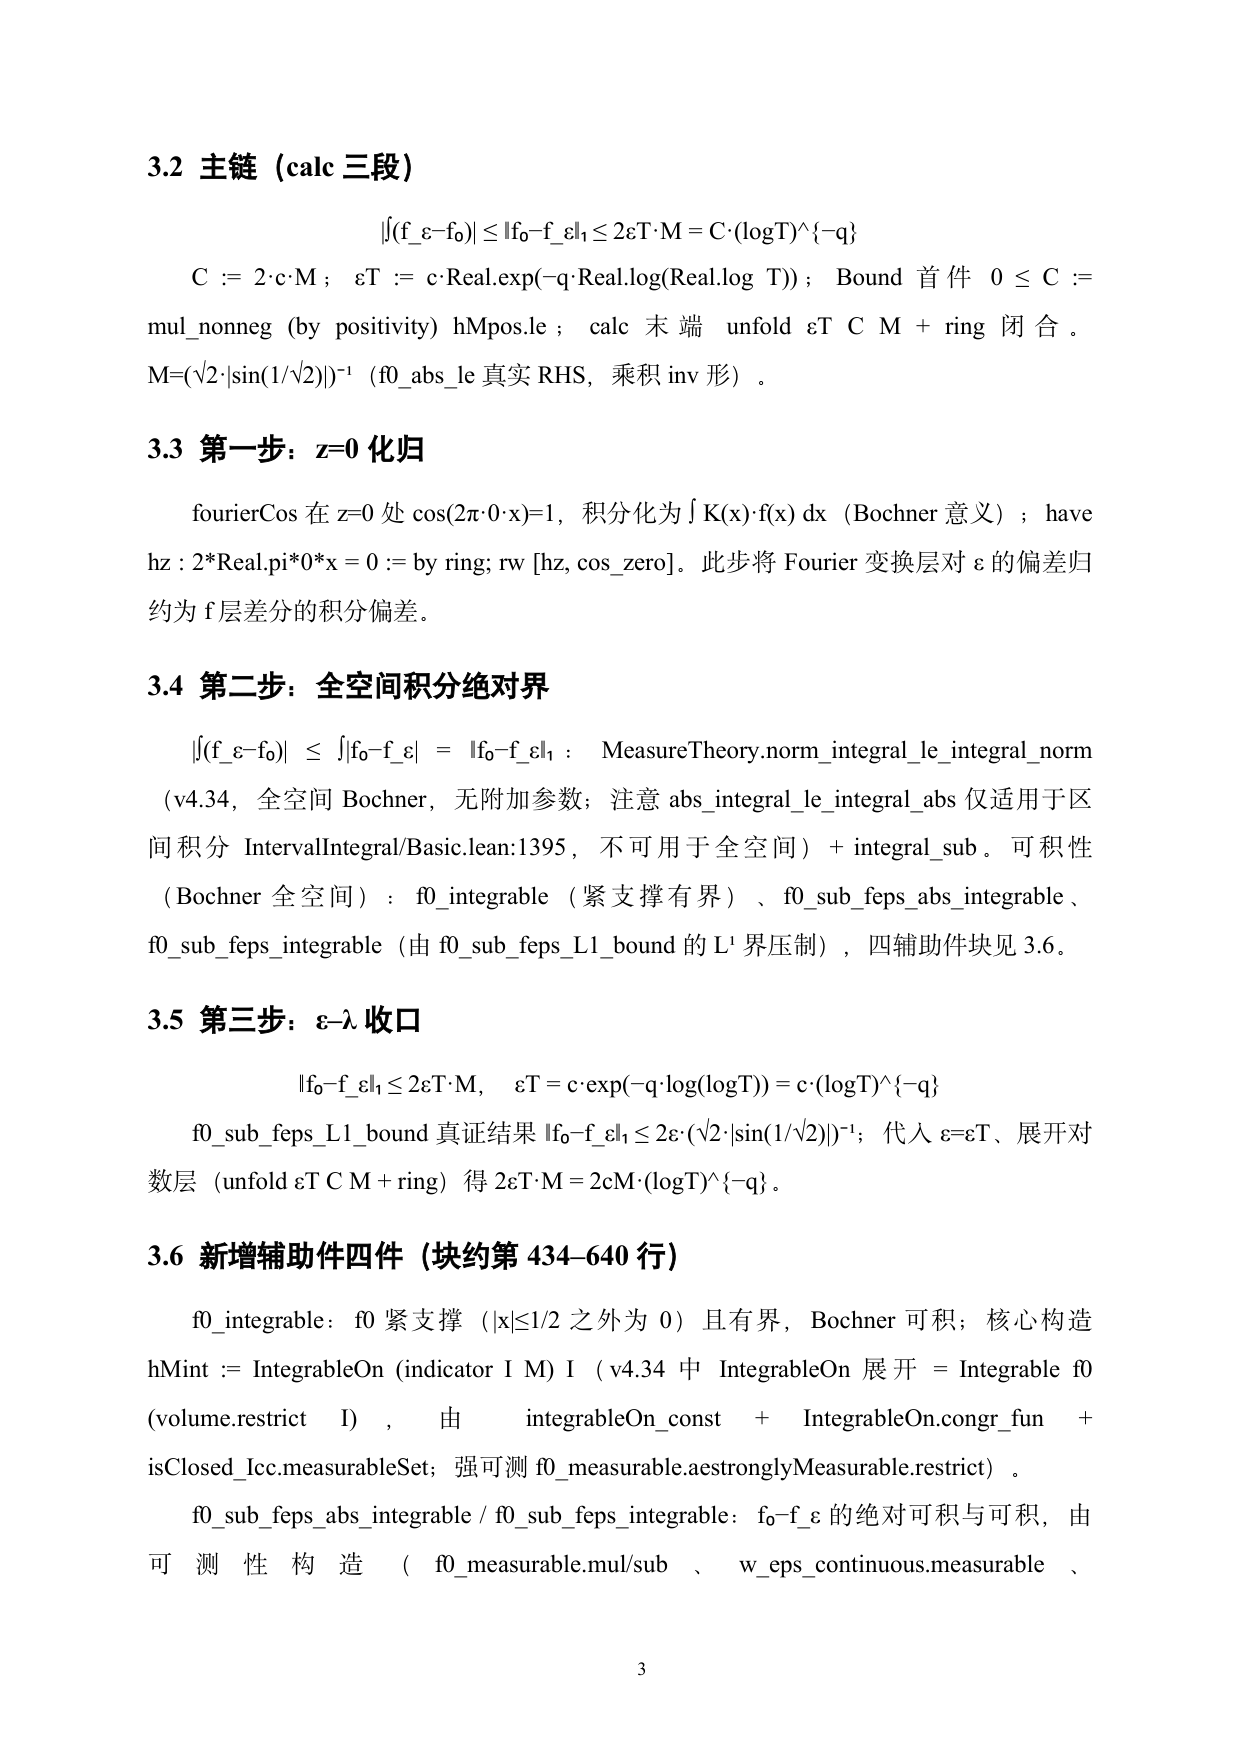 3.2 主链（calc 三段）
|∫(f_ε−f₀)| ≤ ‖f₀−f_ε‖₁ ≤ 2εT·M = C·(logT)^{−q}
C := 2·c·M；εT := c·Real.exp(−q·Real.log(Real.log T))；Bound 首件 0 ≤ C :=
mul_nonneg (by positivity) hMpos.le；calc 末端 unfold εT C M + ring 闭合。
M=(√2·|sin(1/√2)|)⁻¹（f0_abs_le 真实 RHS，乘积 inv 形）。
3.3 第一步：z=0 化归
fourierCos 在 z=0 处 cos(2π·0·x)=1，积分化为 ∫ K(x)·f(x) dx（Bochner 意义）；have
hz : 2*Real.pi*0*x = 0 := by ring; rw [hz, cos_zero]。此步将 Fourier 变换层对 ε 的偏差归
约为 f 层差分的积分偏差。
3.4 第二步：全空间积分绝对界
|∫(f_ε−f₀)| ≤ ∫|f₀−f_ε| = ‖f₀−f_ε‖₁：MeasureTheory.norm_integral_le_integral_norm
（v4.34，全空间 Bochner，无附加参数；注意 abs_integral_le_integral_abs 仅适用于区
间积分 IntervalIntegral/Basic.lean:1395，不可用于全空间）+ integral_sub。可积性
（Bochner 全空间）：f0_integrable（紧支撑有界）、f0_sub_feps_abs_integrable、
f0_sub_feps_integrable（由 f0_sub_feps_L1_bound 的 L¹ 界压制），四辅助件块见 3.6。
3.5 第三步：ε–λ 收口
‖f₀−f_ε‖₁ ≤ 2εT·M， εT = c·exp(−q·log(logT)) = c·(logT)^{−q}
f0_sub_feps_L1_bound 真证结果 ‖f₀−f_ε‖₁ ≤ 2ε·(√2·|sin(1/√2)|)⁻¹；代入 ε=εT、展开对
数层（unfold εT C M + ring）得 2εT·M = 2cM·(logT)^{−q}。
3.6 新增辅助件四件（块约第 434–640 行）
f0_integrable：f0 紧支撑（|x|≤1/2 之外为 0）且有界，Bochner 可积；核心构造
hMint := IntegrableOn (indicator I M) I（v4.34 中 IntegrableOn 展开 = Integrable f0
(volume.restrict I)，由 integrableOn_const + IntegrableOn.congr_fun +
isClosed_Icc.measurableSet；强可测 f0_measurable.aestronglyMeasurable.restrict）。
f0_sub_feps_abs_integrable / f0_sub_feps_integrable：f₀−f_ε 的绝对可积与可积，由
可测性构造（f0_measurable.mul/sub、w_eps_continuous.measurable、
3